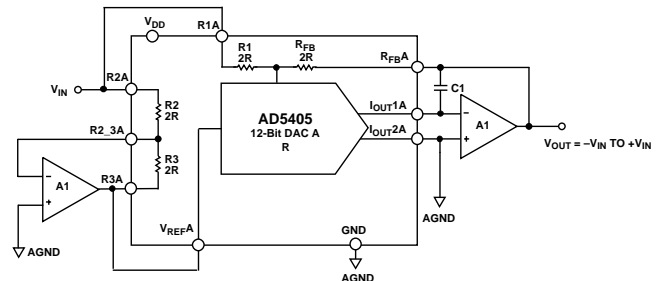 VDD
R1A
R1
2R
RFB
2R
RFBA
R2A
VIN
R2
2R
C1
AD5405
12-Bit DAC A
R
IOUT1A
IOUT2A
A1
VOUT = –VIN TO +VIN
R2_3A
R3
2R
A1
R3A
AGND
VREFA
GND
AGND
AGND